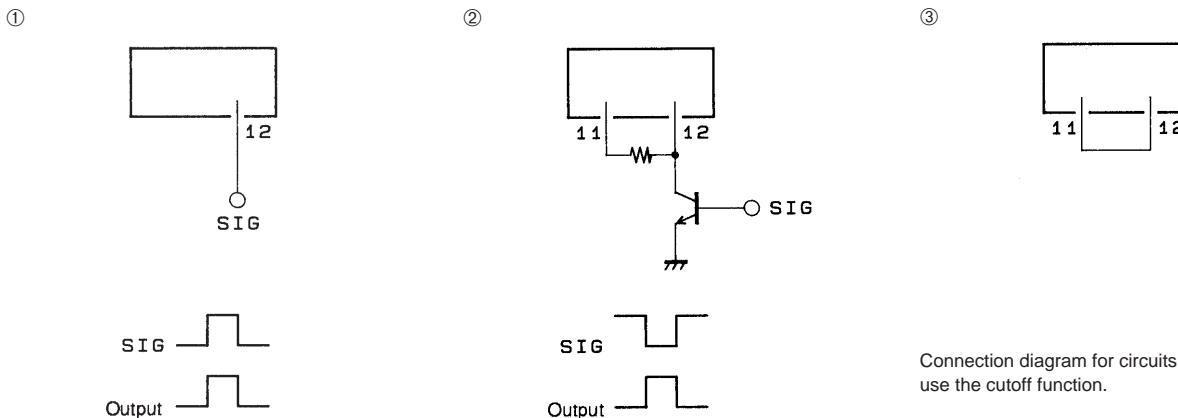 ①
12
SIG
SIG
Output
②
11
12
SIG
SIG
Output
③
11
12
Connection diagram for circuits
use the cutoff function.